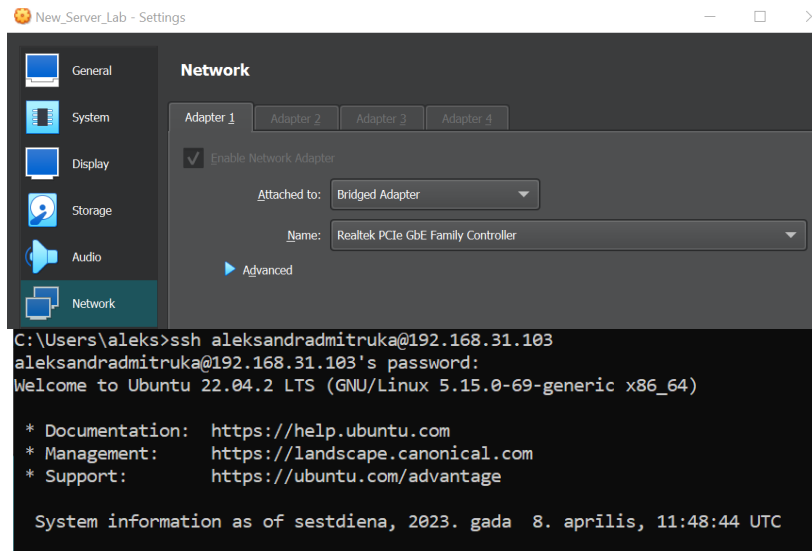 New_Server_Lab - Settings
General
System
Display
Storage
Audio
Network
Network
Adapter 1
Adapter 2
Adapter 3
Adapter 4
Enable Network Adapter
Attached to: Bridged Adapter
Name: Realtek PCIe GbE Family Controller
Advanced
C:\Users\aleks>ssh aleksandradmitruka@192.168.31.103
aleksandradmitruka@192.168.31.103's password:
Welcome to Ubuntu 22.04.2 LTS (GNU/Linux 5.15.0-69-generic x86_64)
* Documentation: https://help.ubuntu.com
* Management: https://landscape.canonical.com
* Support: https://ubuntu.com/advantage
System information as of sestdiena, 2023. gada 8. aprīlis, 11:48:44 UTC